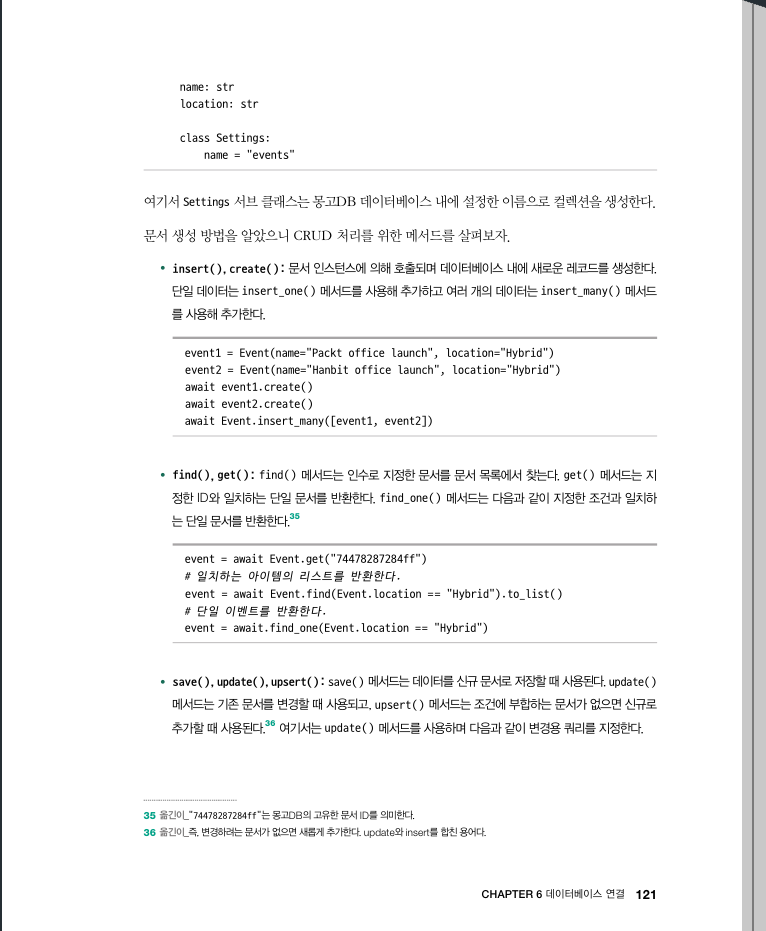 name: str
location: str
class Settings:
name = "events"
여기서 Settings 서브 클래스는 몽고DB 데이터베이스 내에 설정한 이름으로 컬렉션을 생성한다.
문서 생성 방법을 알았으니 CRUD 처리를 위한 메서드를 살펴보자.
• insert(), create(): 문서 인스턴스에 의해 호출되며 데이터베이스 내에 새로운 레코드를 생성한다.
단일 데이터는 insert_one() 메서드를 사용해 추가하고 여러 개의 데이터는 insert_many() 메서드
를 사용해 추가한다.
event1 = Event(name="Packt office launch", location="Hybrid")
event2 = Event(name="Hanbit office launch", location="Hybrid")
await event1.create()
await event2.create()
await Event.insert_many([event1, event2])
• find(), get(): find() 메서드는 인수로 지정한 문서를 문서 목록에서 찾는다. get() 메서드는 지
정한 ID와 일치하는 단일 문서를 반환한다. find_one() 메서드는 다음과 같이 지정한 조건과 일치하
는 단일 문서를 반환한다.35
event = await Event.get("74478287284ff")
# 일치하는 아이템의 리스트를 반환한다.
event = await Event.find(Event.location == "Hybrid").to_list()
# 단일 이벤트를 반환한다.
event = await.find_one(Event.location == "Hybrid")
• save(), update(), upsert(): save() 메서드는 데이터를 신규 문서로 저장할 때 사용된다. update()
메서드는 기존 문서를 변경할 때 사용되고, upsert() 메서드는 조건에 부합하는 문서가 없으면 신규로
추가할 때 사용된다.36 여기서는 update() 메서드를 사용하며 다음과 같이 변경용 쿼리를 지정한다.
35 옮긴이_"74478287284ff"는 몽고DB의 고유한 문서 ID를 의미한다.
36 옮긴이_즉, 변경하려는 문서가 없으면 새롭게 추가한다. update와 insert를 합친 용어다.
CHAPTER 6 데이터베이스 연결 121